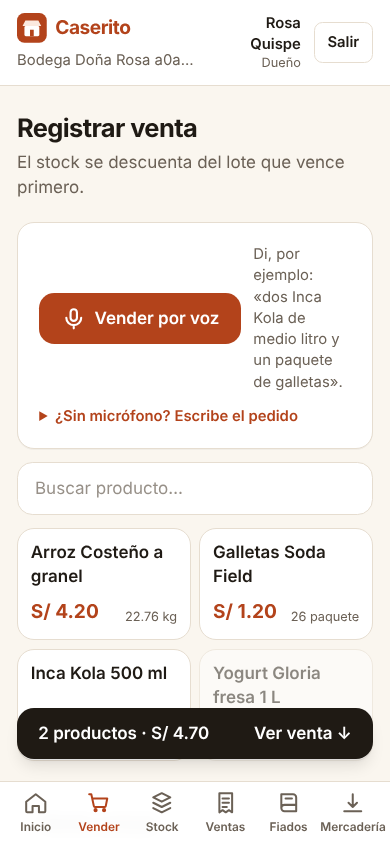 Caserito
Bodega Doña Rosa a0a...
Rosa
Quispe
Dueño
Salir
Registrar venta
El stock se descuenta del lote que vence
primero.
Vender por voz
Di, por
ejemplo:
«dos Inca
Kola de
medio litro y
un paquete
de galletas».
¿Sin micrófono? Escribe el pedido
Buscar producto...
Arroz Costeño a
granel
S/ 4.20
22.76 kg
Galletas Soda
Field
S/ 1.20
26 paquete
Inca Kola 500 ml
Yogurt Gloria
fresa 1 L
2 productos · S/ 4.70
Ver venta ↓
Inicio
Vender
Stock
Ventas
Fiados
Mercadería